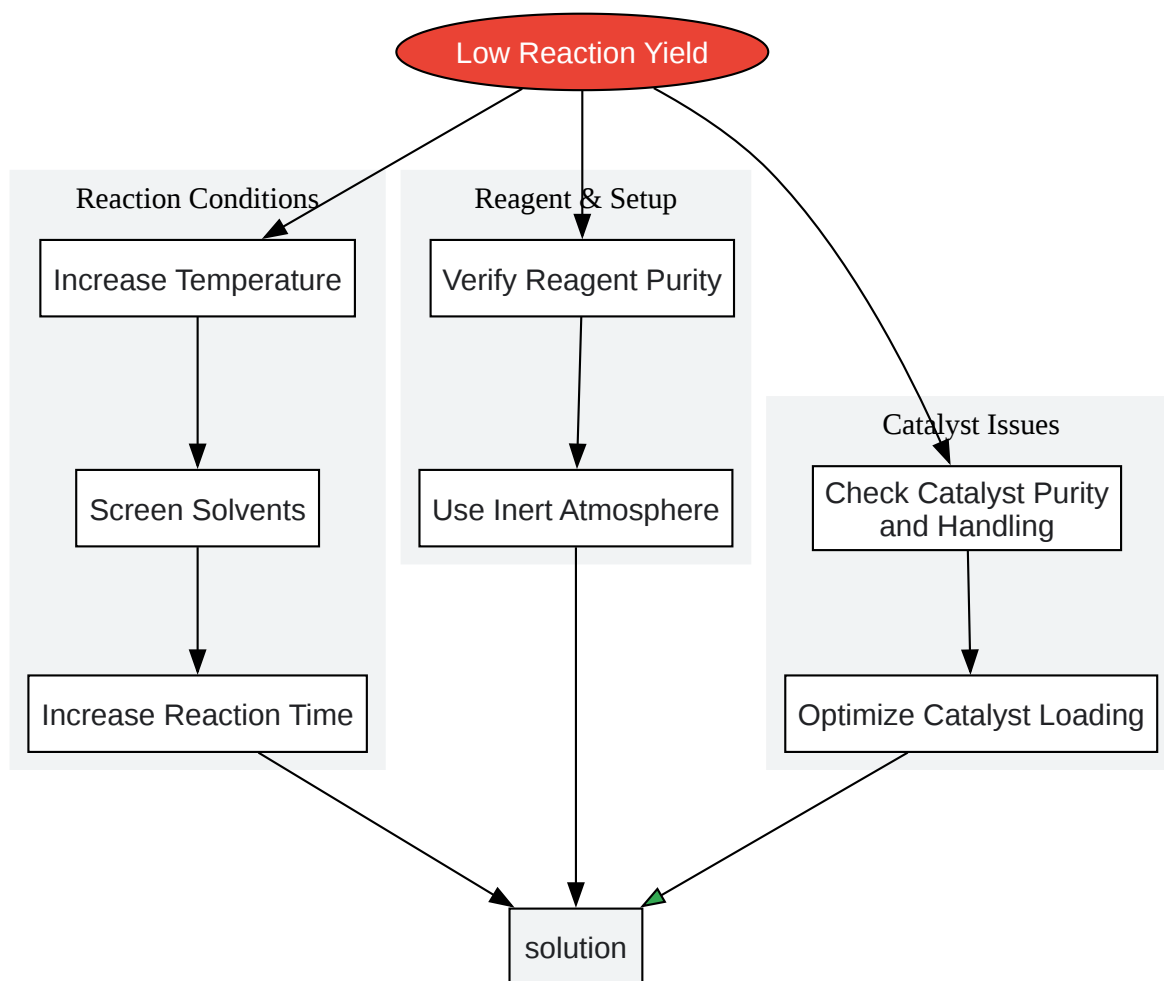 Low Reaction Yield
Reaction Conditions
Increase Temperature
Screen Solvents
Increase Reaction Time
Reagent & Setup
Verify Reagent Purity
Use Inert Atmosphere
Catalyst Issues
Check Catalyst Purity
and Handling
Optimize Catalyst Loading
solution